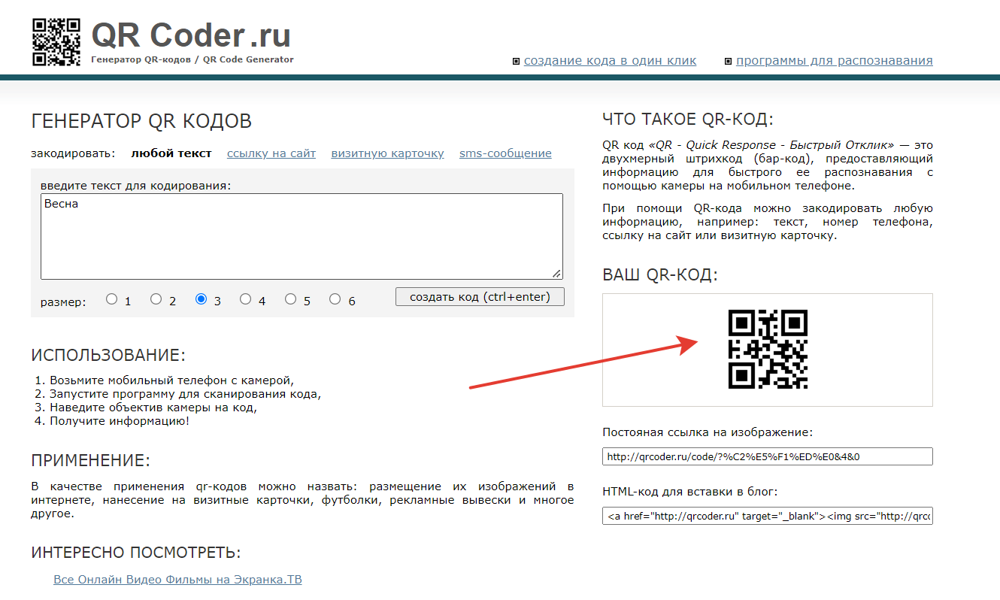 QR Coder.ru
Генератор QR-кодов / QR Code Generator
создание кода в один клик
программы для распознавания
ГЕНЕРАТОР QR КОДОВ
закодировать: любой текст ссылку на сайт визитную карточку sms-сообщение
введите текст для кодирования:
Весна
размер: 1 2 3 4 5 6 создать код (ctrl+enter)
ИСПОЛЬЗОВАНИЕ:
1. Возьмите мобильный телефон с камерой,
2. Запустите программу для сканирования кода,
3. Наведите объектив камеры на код,
4. Получите информацию!
ПРИМЕНЕНИЕ:
В качестве применения qr-кодов можно назвать: размещение их изображений в
интернете, нанесение на визитные карточки, футболки, рекламные вывески и многое
другое.
ИНТЕРЕСНО ПОСМОТРЕТЬ:
Все Онлайн Видео Фильмы на Экранка.ТВ
ЧТО ТАКОЕ QR-КОД:
QR код «QR - Quick Response - Быстрый Отклик» — это
двухмерный штрихкод (бар-код), предоставляющий
информацию для быстрого ее распознавания с
помощью камеры на мобильном телефоне.
При помощи QR-кода можно закодировать любую
информацию, например: текст, номер телефона,
ссылку на сайт или визитную карточку.
ВАШ QR-КОД:
Постояная ссылка на изображение:
http://qrcoder.ru/code/?%C2%E5%F1%ED%E0&4&0
HTML-код для вставки в блог:
<a href="http://qrcoder.ru" target="_blank"><img src="http://qrco